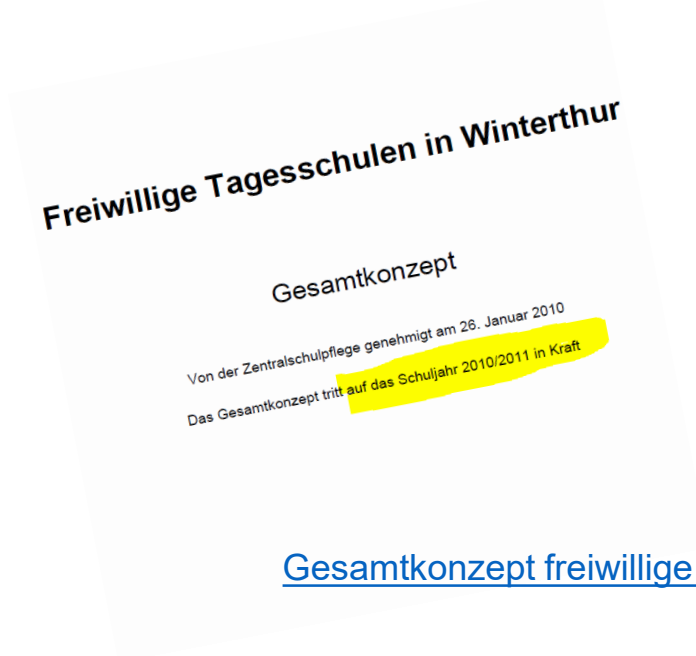 Freiwillige Tagesschulen in Winterthur
Gesamtkonzept
Von der Zentralschulpflege genehmigt am 26. Januar 2010
Das Gesamtkonzept tritt auf das Schuljahr 2010/2011 in Kraft
Gesamtkonzept freiwillige